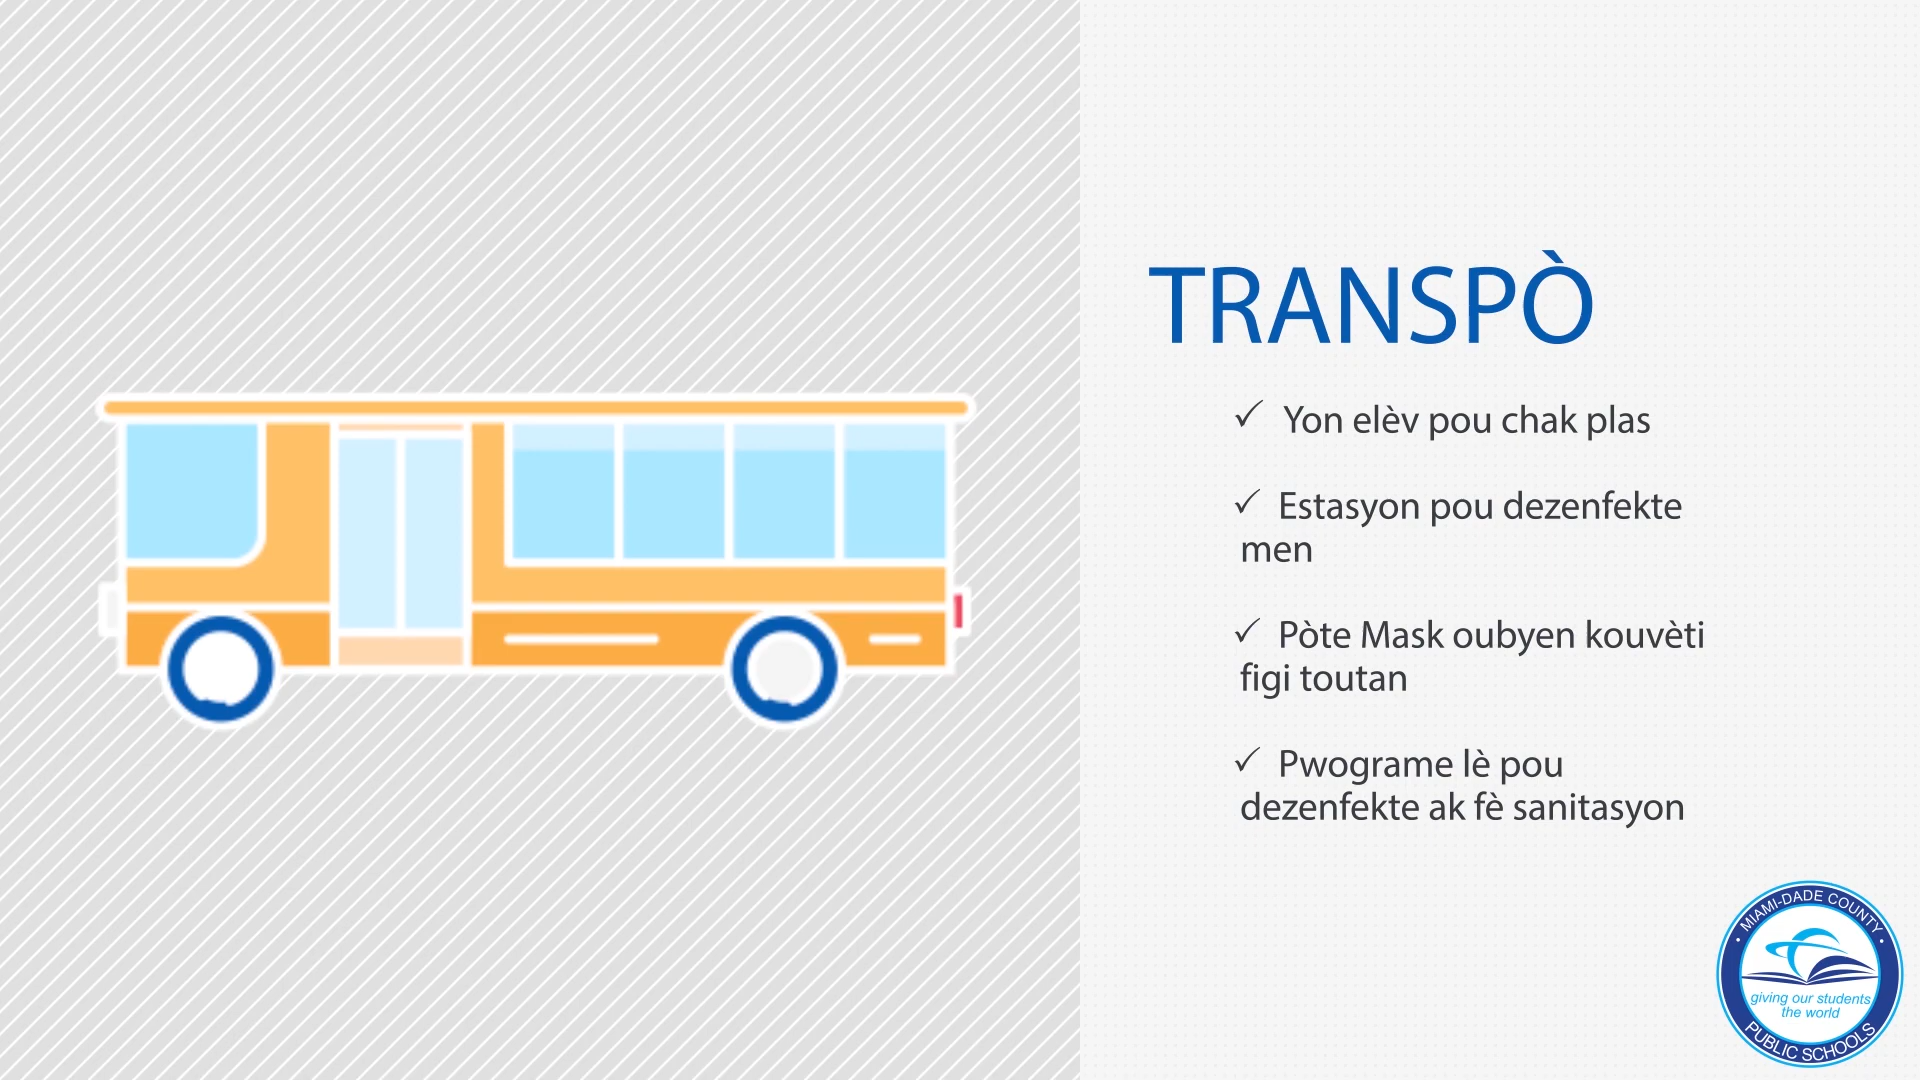 TRANSPÒ
✓ Yon elèv pou chak plas
✓ Estasyon pou dezenfekte
men
✓ Pòte Mask oubyen kouvèti
figi toutan
✓ Pwograme lè pou
dezenfekte ak fè sanitasyon
• MIAMI-DADE COUNTY •
giving our students
the world
PUBLIC SCHOOLS